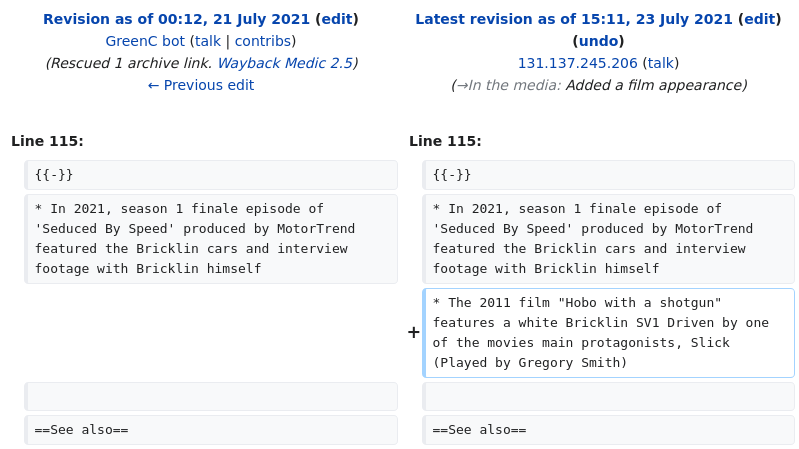 Revision as of 00:12, 21 July 2021 (edit)
GreenC bot (talk | contribs)
(Rescued 1 archive link. Wayback Medic 2.5)
← Previous edit
Latest revision as of 15:11, 23 July 2021 (edit)
(undo)
131.137.245.206 (talk)
(→In the media: Added a film appearance)
Line 115:
Line 115:
{{-}}
{{-}}
* In 2021, season 1 finale episode of
'Seduced By Speed' produced by MotorTrend
featured the Bricklin cars and interview
footage with Bricklin himself
* In 2021, season 1 finale episode of
'Seduced By Speed' produced by MotorTrend
featured the Bricklin cars and interview
footage with Bricklin himself
+
* The 2011 film "Hobo with a shotgun"
features a white Bricklin SV1 Driven by one
of the movies main protagonists, Slick
(Played by Gregory Smith)
==See also==
==See also==